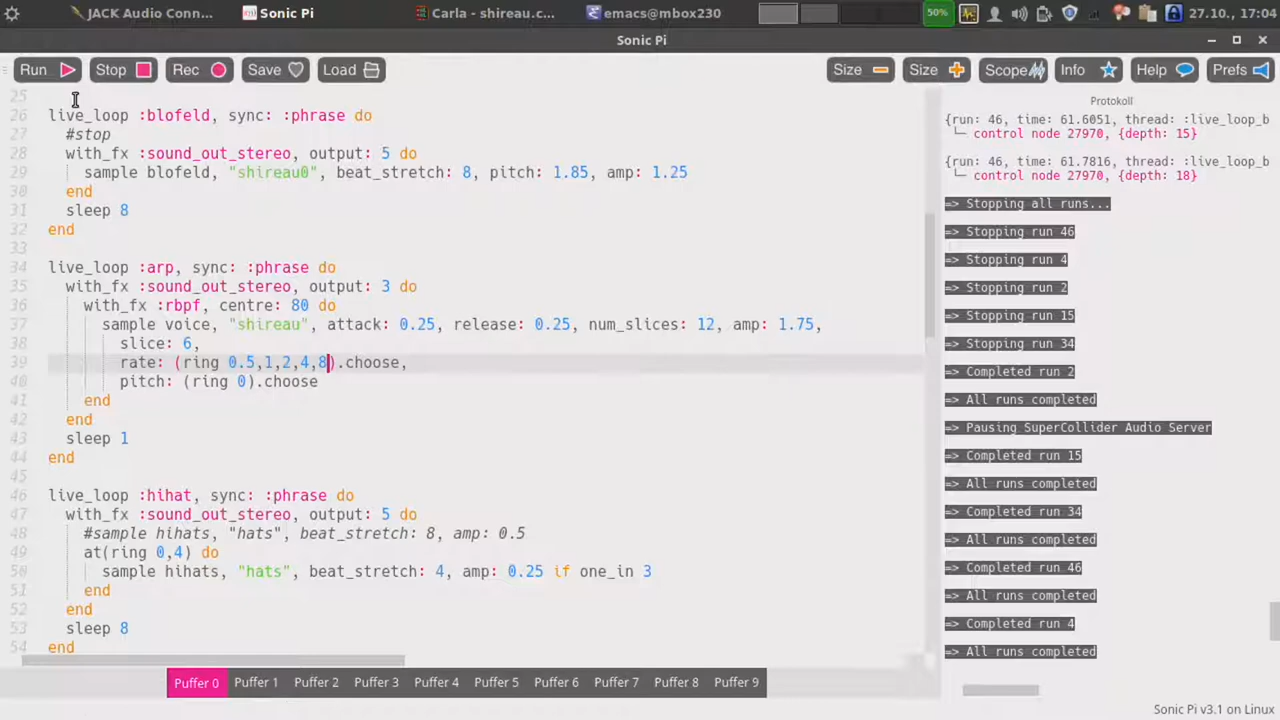 JACK Audio Conn...
Sonic Pi
Carla - shireau.c...
emacs@mbox230
50%
27.10., 17:04
Sonic Pi
Run
Stop
Rec
Save
Load
Size
Size
Scope
Info
Help
Prefs
25
26 live_loop :blofeld, sync: :phrase do
27 #stop
28 with_fx :sound_out_stereo, output: 5 do
29 sample blofeld, "shireau0", beat_stretch: 8, pitch: 1.85, amp: 1.25
30 end
31 sleep 8
32 end
33
34 live_loop :arp, sync: :phrase do
35 with_fx :sound_out_stereo, output: 3 do
36 with_fx :rbpf, centre: 80 do
37 sample voice, "shireau", attack: 0.25, release: 0.25, num_slices: 12, amp: 1.75,
38 slice: 6,
39 rate: (ring 0.5,1,2,4,8).choose,
40 pitch: (ring 0).choose
41 end
42 end
43 sleep 1
44 end
45
46 live_loop :hihat, sync: :phrase do
47 with_fx :sound_out_stereo, output: 5 do
48 #sample hihats, "hats", beat_stretch: 8, amp: 0.5
49 at(ring 0,4) do
50 sample hihats, "hats", beat_stretch: 4, amp: 0.25 if one_in 3
51 end
52 end
53 sleep 8
54 end
Protokoll
{run: 46, time: 61.6051, thread: :live_loop_b
└─ control node 27970, {depth: 15}
{run: 46, time: 61.7816, thread: :live_loop_b
└─ control node 27970, {depth: 18}
=> Stopping all runs...
=> Stopping run 46
=> Stopping run 4
=> Stopping run 2
=> Stopping run 15
=> Stopping run 34
=> Completed run 2
=> All runs completed
=> Pausing SuperCollider Audio Server
=> Completed run 15
=> All runs completed
=> Completed run 34
=> All runs completed
=> Completed run 46
=> All runs completed
=> Completed run 4
=> All runs completed
Puffer 0
Puffer 1
Puffer 2
Puffer 3
Puffer 4
Puffer 5
Puffer 6
Puffer 7
Puffer 8
Puffer 9
Sonic Pi v3.1 on Linux